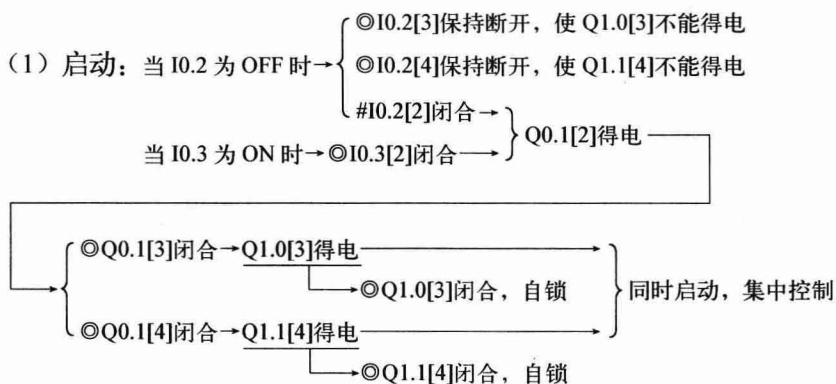 ◎I0.2[3]保持断开，使 Q1.0[3]不能得电
（1）启动：当 I0.2 为 OFF 时→ ◎I0.2[4]保持断开，使 Q1.1[4]不能得电
#I0.2[2]闭合→
Q0.1[2]得电
当 I0.3 为 ON 时→◎I0.3[2]闭合→
◎Q0.1[3]闭合→Q1.0[3]得电
→◎Q1.0[3]闭合，自锁
同时启动，集中控制
◎Q0.1[4]闭合→Q1.1[4]得电
→◎Q1.1[4]闭合，自锁